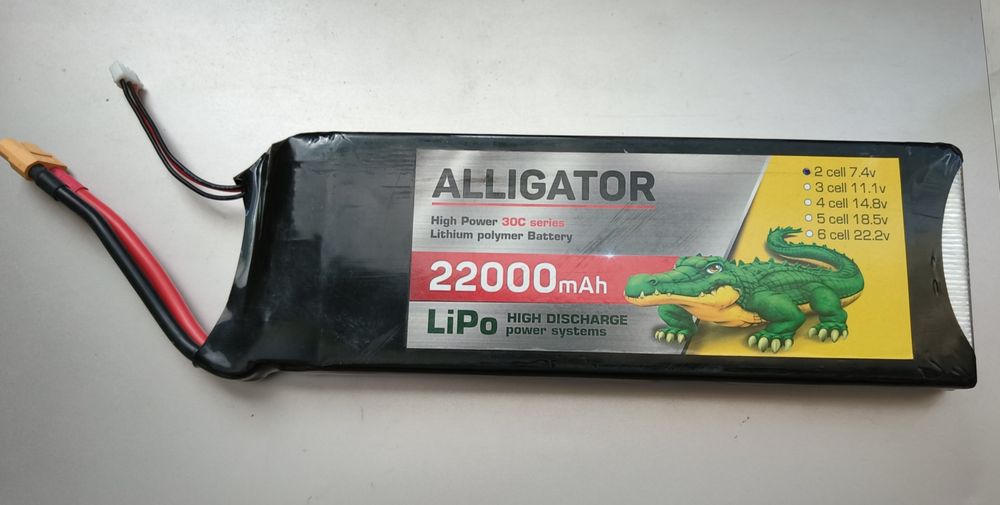 ALLIGATOR
High Power 30C series
Lithium polymer Battery
22000mAh
LiPo HIGH DISCHARGE
power systems
2 cell 7.4v
3 cell 11.1v
4 cell 14.8v
5 cell 18.5v
6 cell 22.2v